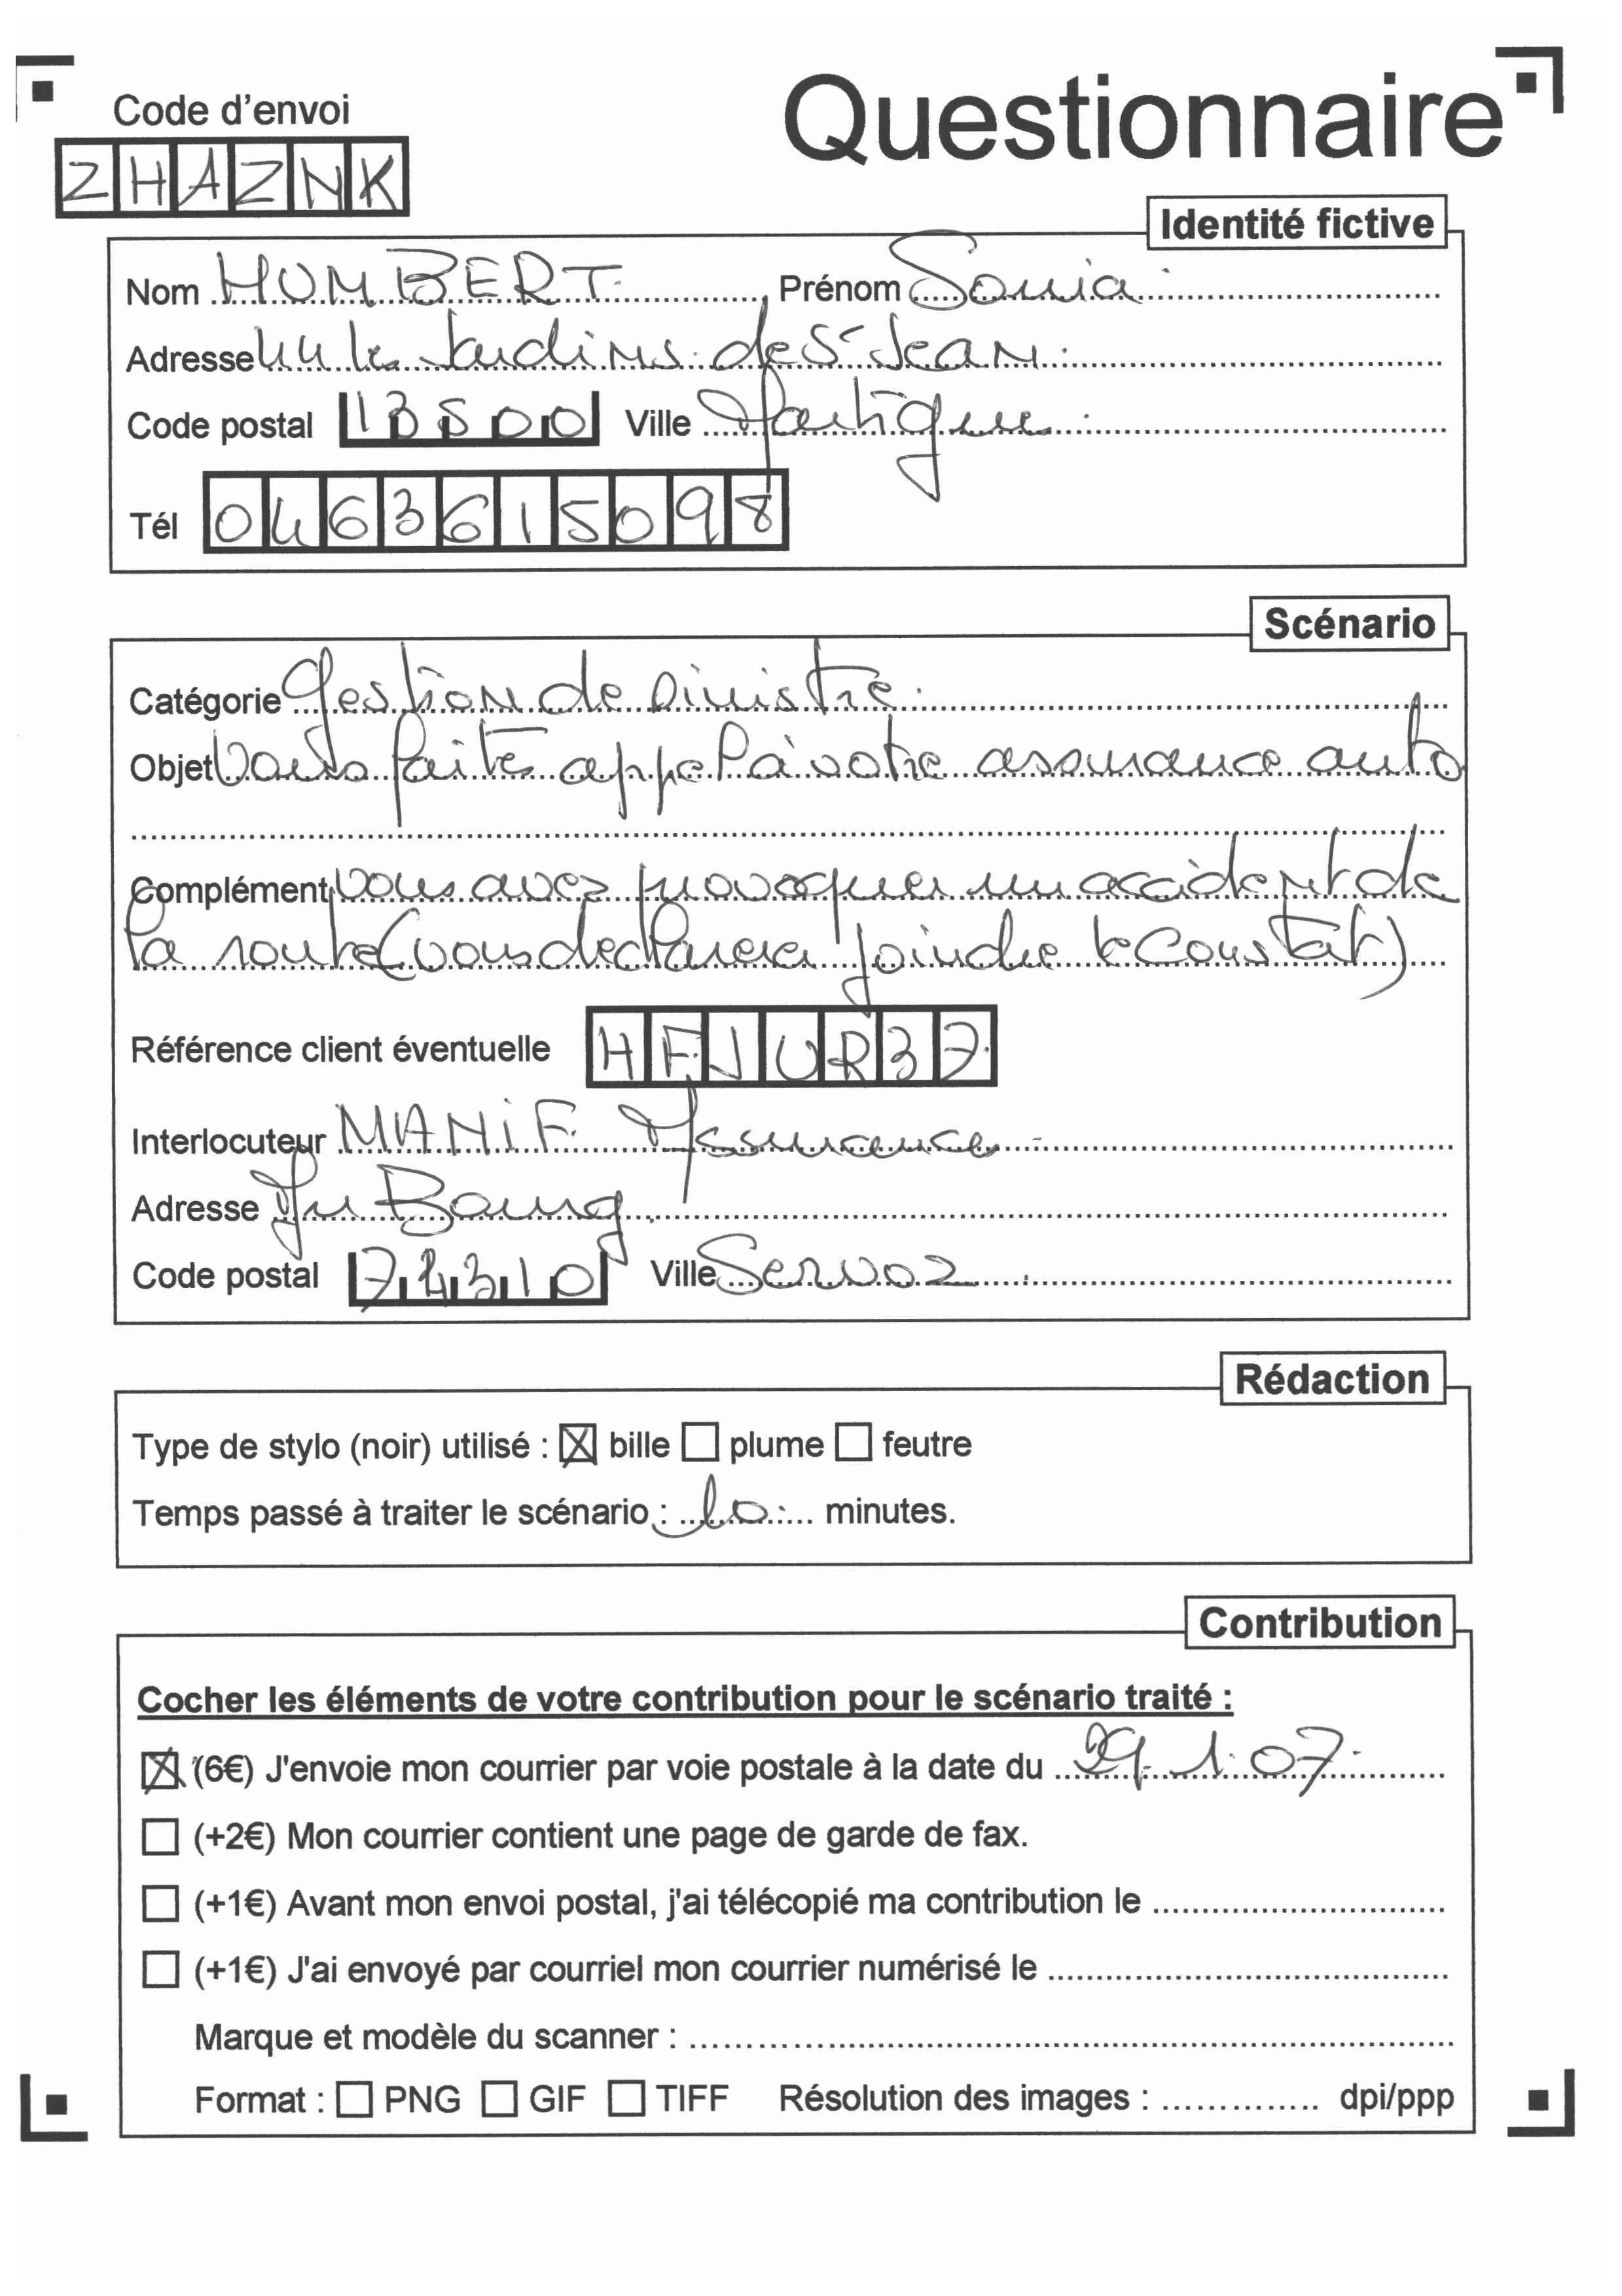 Questionnaire
Code d'envoi
ZHAZNK
Identité fictive
Nom HUMBERT Prénom Sonia
Adresse 44 les Jardins de St Jean
Code postal 13500 Ville Martigue
Tél 0463615098
Scénario
Catégorie Gestion de sinistre
Objet Vous faites appel à votre assurance auto
Complément Vous avez provoquer un accident de
la route (vous declarerer joindre le constat)
Référence client éventuelle HFJUR37
Interlocuteur MANIF Assurance
Adresse Bourg
Code postal 74310 Ville Servoz
Rédaction
Type de stylo (noir) utilisé : ☒ bille ☐ plume ☐ feutre
Temps passé à traiter le scénario : 10 minutes.
Contribution
Cocher les éléments de votre contribution pour le scénario traité :
☒ (6€) J'envoie mon courrier par voie postale à la date du 29.1.07
☐ (+2€) Mon courrier contient une page de garde de fax.
☐ (+1€) Avant mon envoi postal, j'ai télécopié ma contribution le
☐ (+1€) J'ai envoyé par courriel mon courrier numérisé le
Marque et modèle du scanner :
Format : ☐ PNG ☐ GIF ☐ TIFF Résolution des images : dpi/ppp